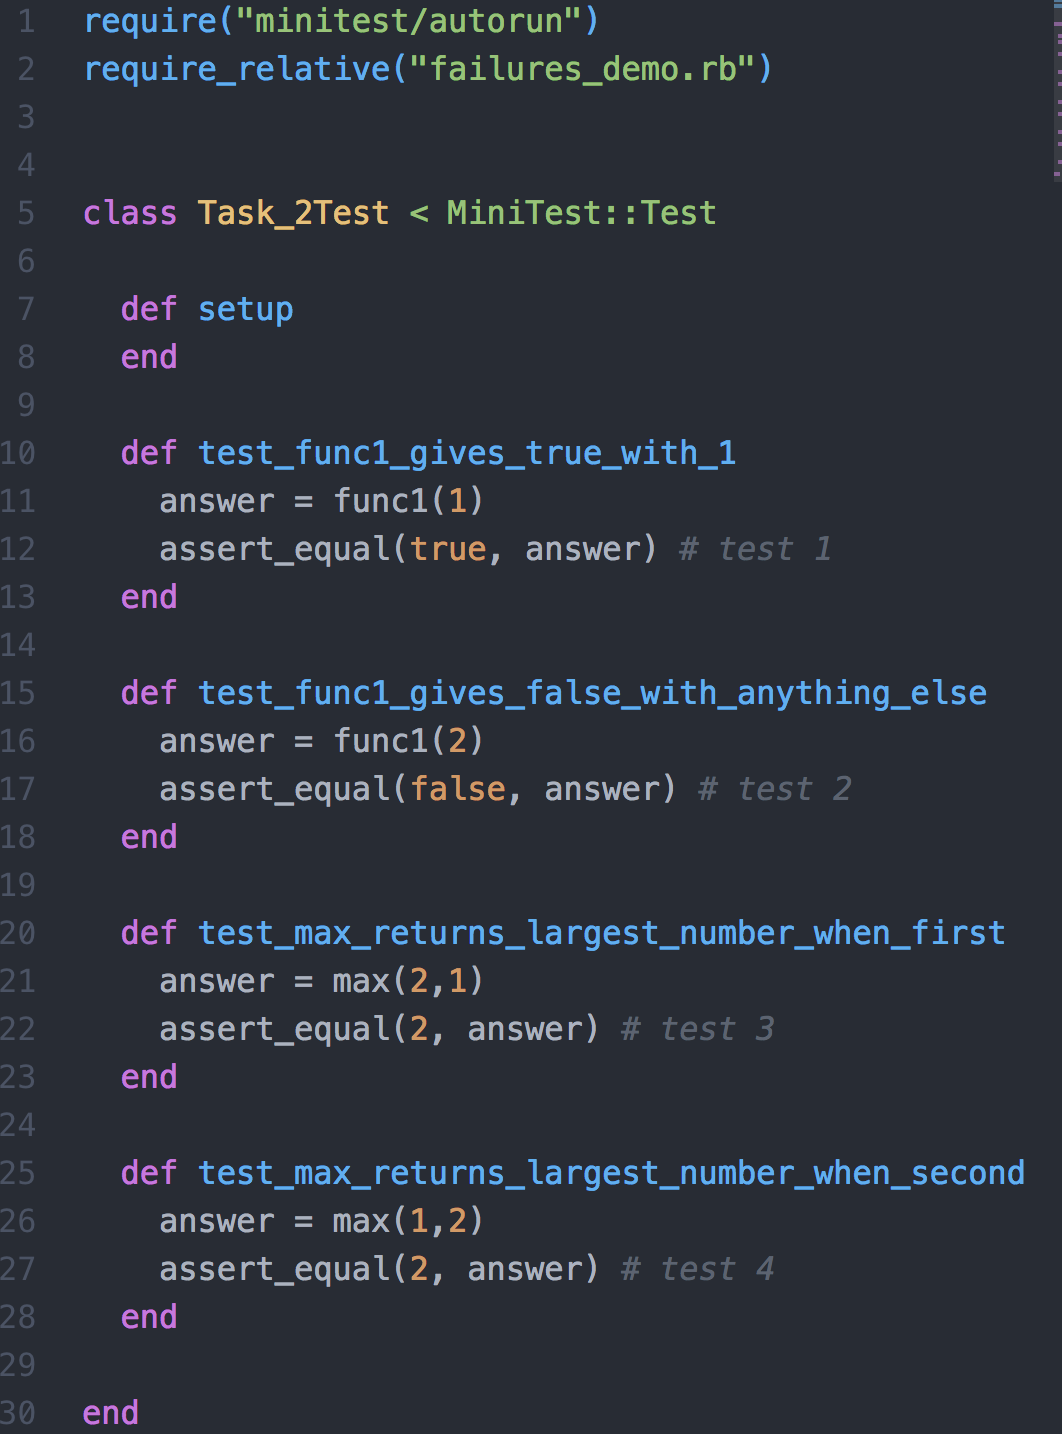 1 require("minitest/autorun")
2 require_relative("failures_demo.rb")
3
4
5 class Task_2Test < MiniTest::Test
6
7   def setup
8   end
9
10   def test_func1_gives_true_with_1
11     answer = func1(1)
12     assert_equal(true, answer) # test 1
13   end
14
15   def test_func1_gives_false_with_anything_else
16     answer = func1(2)
17     assert_equal(false, answer) # test 2
18   end
19
20   def test_max_returns_largest_number_when_first
21     answer = max(2,1)
22     assert_equal(2, answer) # test 3
23   end
24
25   def test_max_returns_largest_number_when_second
26     answer = max(1,2)
27     assert_equal(2, answer) # test 4
28   end
29
30 end